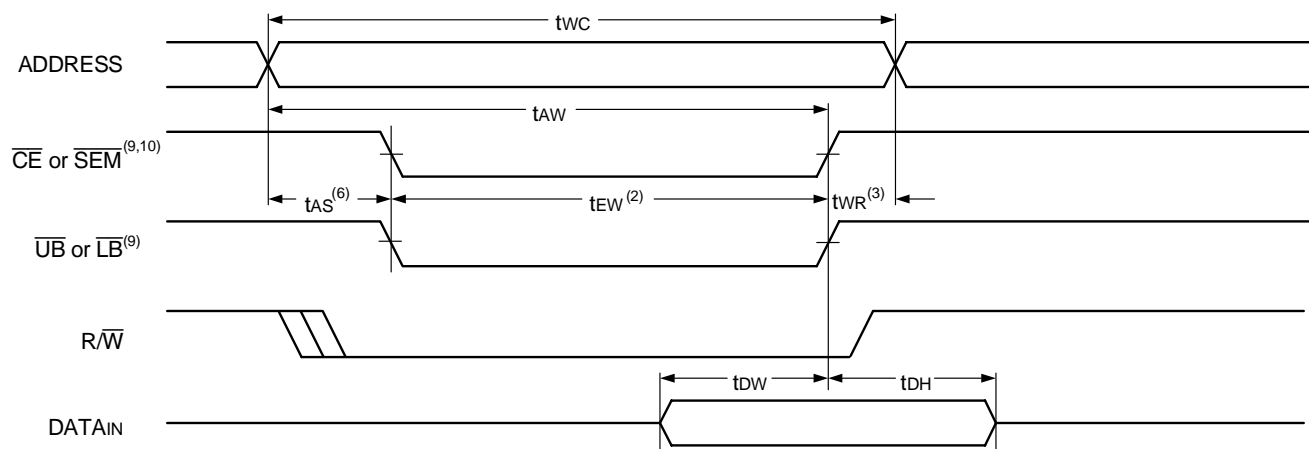 tWC
ADDRESS
tAW
CE or SEM(9,10)
tAS(6) tEW(2) tWR(3)
UB or LB(9)
R/W
tDW tDH
DATAIN